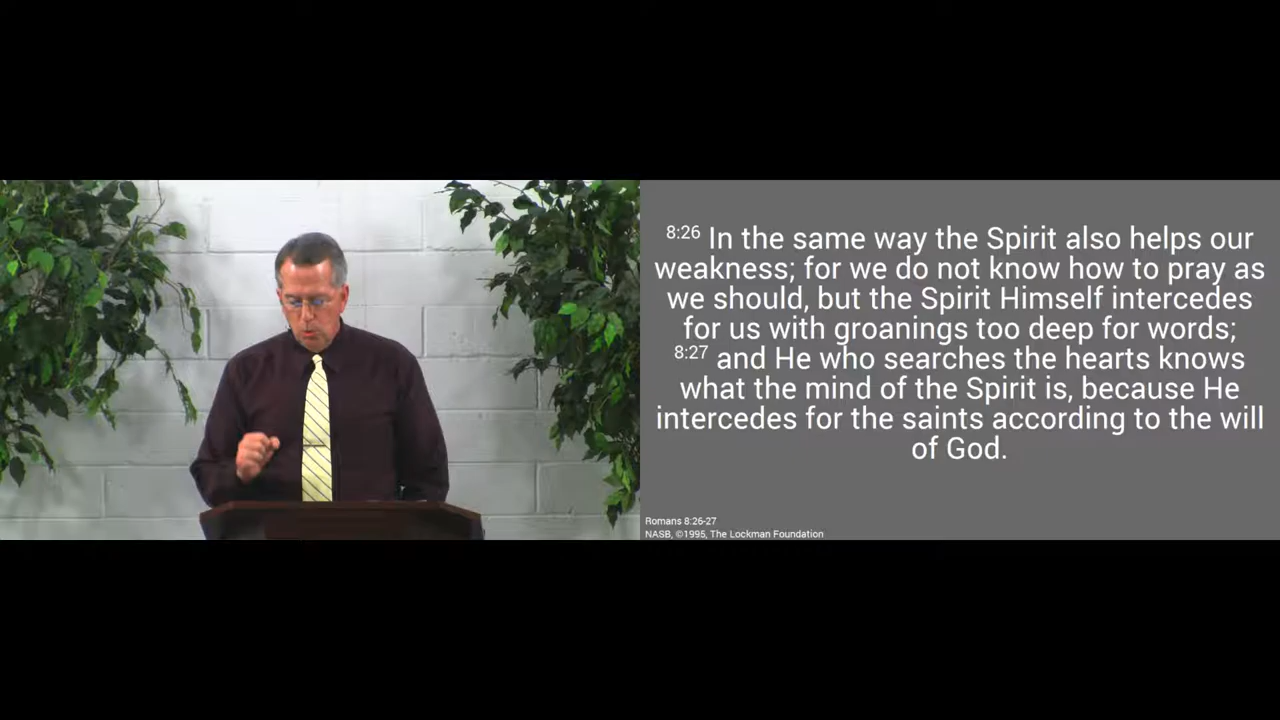 8:26 In the same way the Spirit also helps our
weakness; for we do not know how to pray as
we should, but the Spirit Himself intercedes
for us with groanings too deep for words;
8:27 and He who searches the hearts knows
what the mind of the Spirit is, because He
intercedes for the saints according to the will
of God.
Romans 8:26-27
NASB, ©1995, The Lockman Foundation